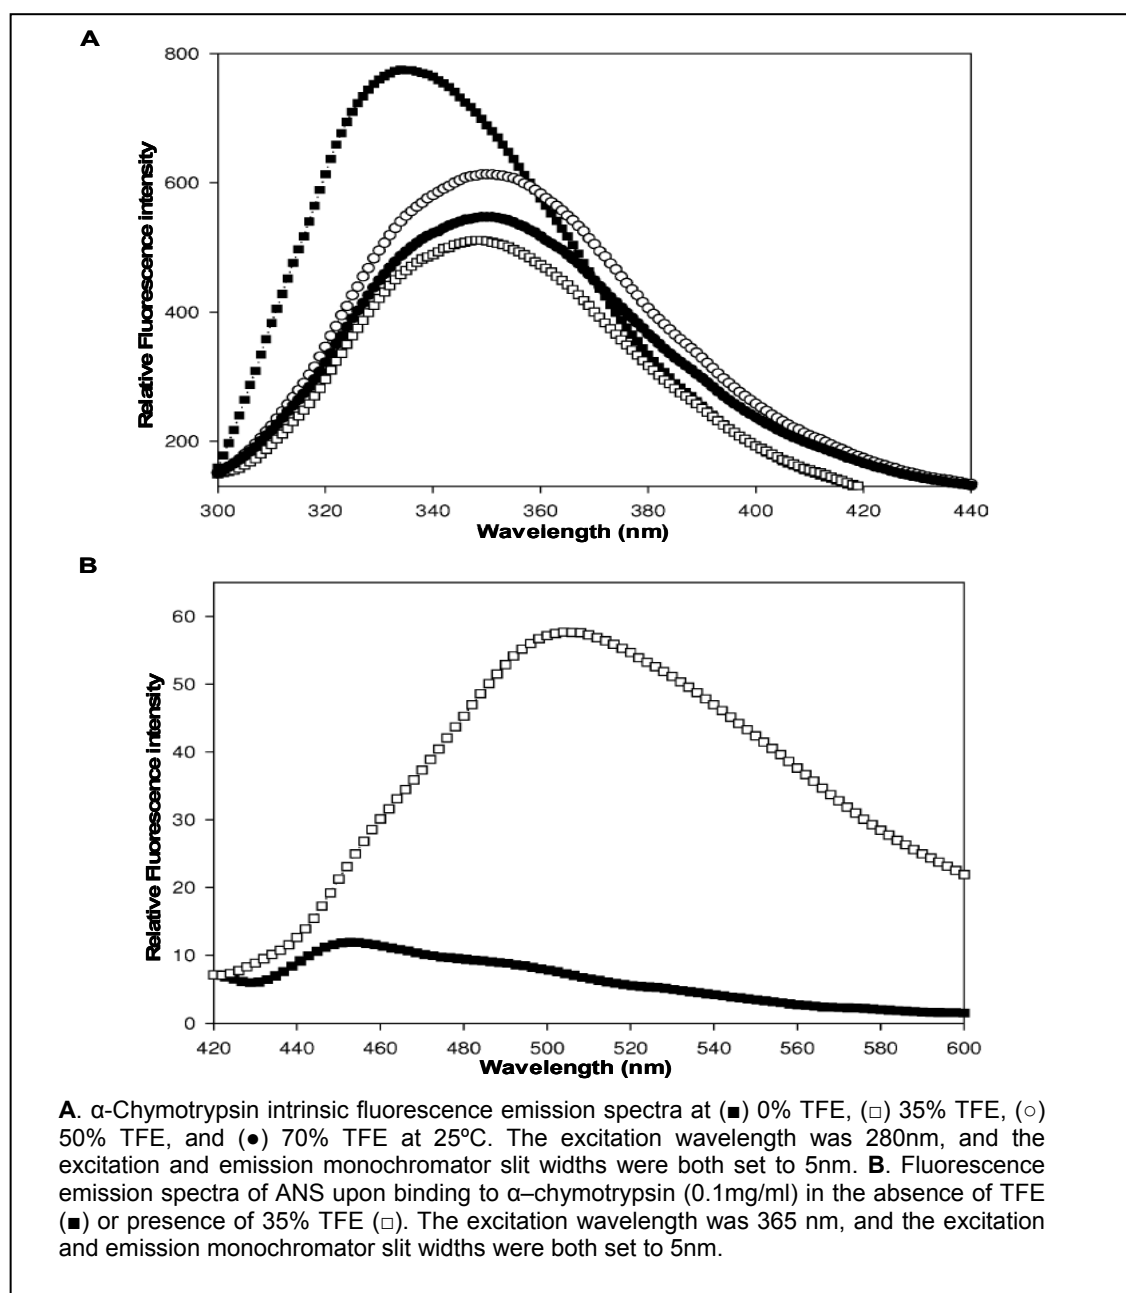 A
800
600
400
200
Relative Fluorescence intensity
300 320 340 360 380 400 420 440
Wavelength (nm)
B
60
50
40
30
20
10
0
Relative Fluorescence intensity
420 440 460 480 500 520 540 560 580 600
Wavelength (nm)
A. α-Chymotrypsin intrinsic fluorescence emission spectra at (■) 0% TFE, (□) 35% TFE, (○)
50% TFE, and (●) 70% TFE at 25ºC. The excitation wavelength was 280nm, and the
excitation and emission monochromator slit widths were both set to 5nm. B. Fluorescence
emission spectra of ANS upon binding to α–chymotrypsin (0.1mg/ml) in the absence of TFE
(■) or presence of 35% TFE (□). The excitation wavelength was 365 nm, and the excitation
and emission monochromator slit widths were both set to 5nm.